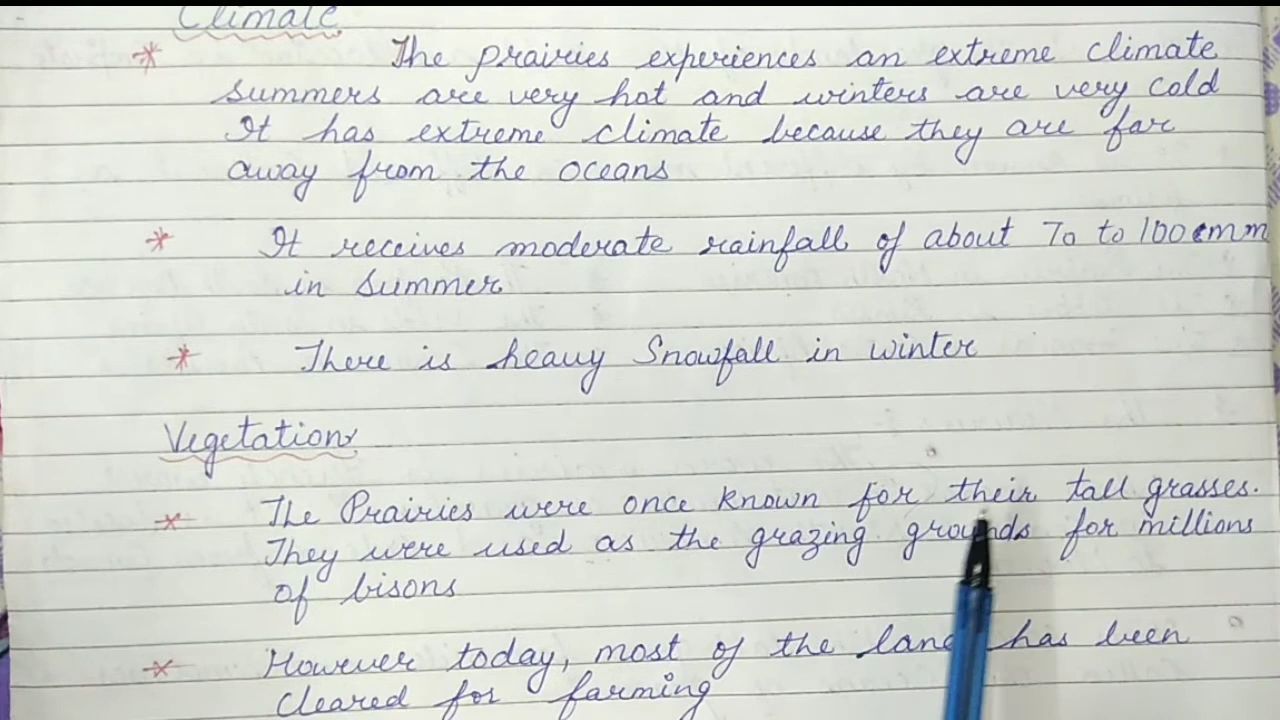 Climate
* The prairies experiences an extreme climate
summers are very hot and winters are very cold
It has extreme climate because they are far
away from the oceans
* It receives moderate rainfall of about 70 to 100 cmm
in summer
* There is heavy Snowfall in winter
Vegetation
* The Prairies were once known for their tall grasses.
They were used as the grazing grounds for millions
of bisons
* However today, most of the land has been
cleared for farming